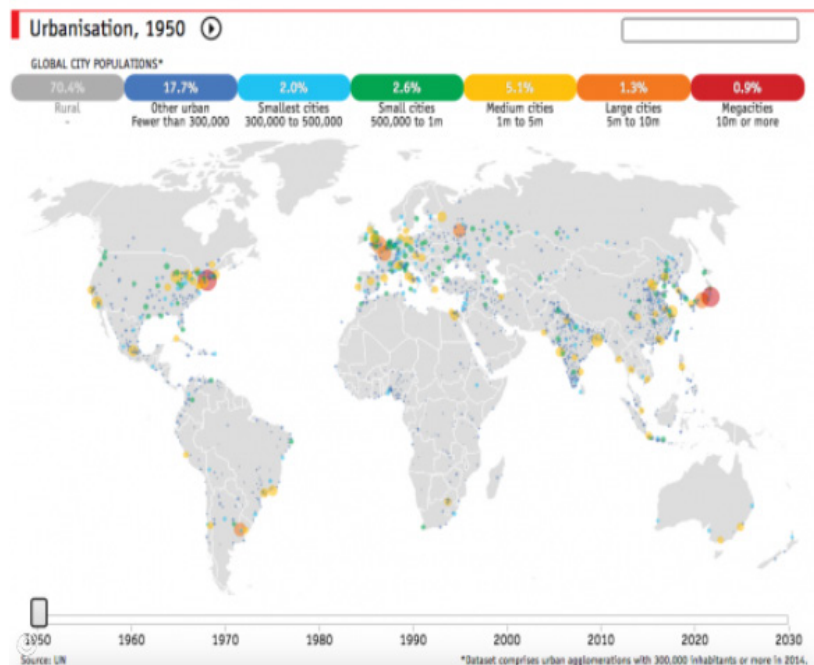 Urbanisation, 1950
GLOBAL CITY POPULATIONS*
70.4% 17.7% 2.0% 2.6% 5.1% 1.3% 0.9%
Rural Other urban Smallest cities Small cities Medium cities Large cities Megacities
- Fewer than 300,000 300,000 to 500,000 500,000 to 1m 1m to 5m 5m to 10m 10m or more
1950 1960 1970 1980 1990 2000 2010 2020 2030
Source: UN *Dataset comprises urban agglomerations with 300,000 inhabitants or more in 2014.